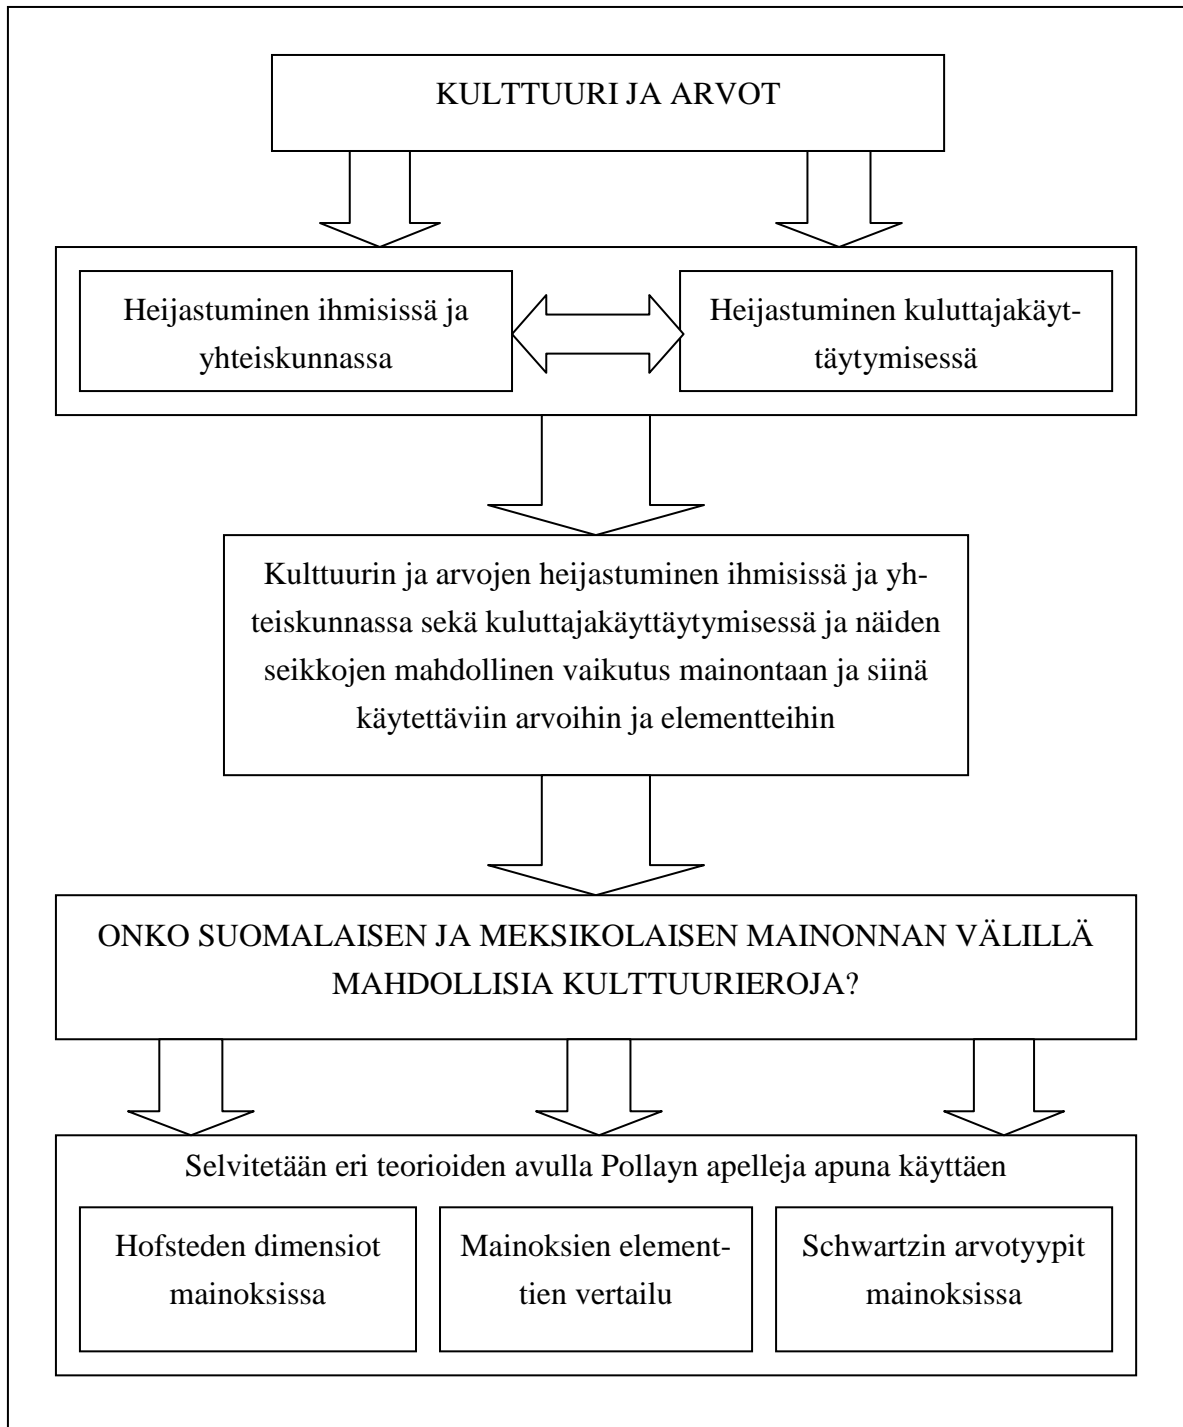 KULTTUURI JA ARVOT
Heijastuminen ihmisissä ja
yhteiskunnassa
Heijastuminen kuluttajakäyt-
täytymisessä
Kulttuurin ja arvojen heijastuminen ihmisissä ja yh-
teiskunnassa sekä kuluttajakäyttäytymisessä ja näiden
seikkojen mahdollinen vaikutus mainontaan ja siinä
käytettäviin arvoihin ja elementteihin
ONKO SUOMALAISEN JA MEKSIKOLAISEN MAINONNAN VÄLILLÄ
MAHDOLLISIA KULTTUURIEROJA?
Selvitetään eri teorioiden avulla Pollayn apelleja apuna käyttäen
Hofsteden dimensiot
mainoksissa
Mainoksien element-
tien vertailu
Schwartzin arvotyypit
mainoksissa